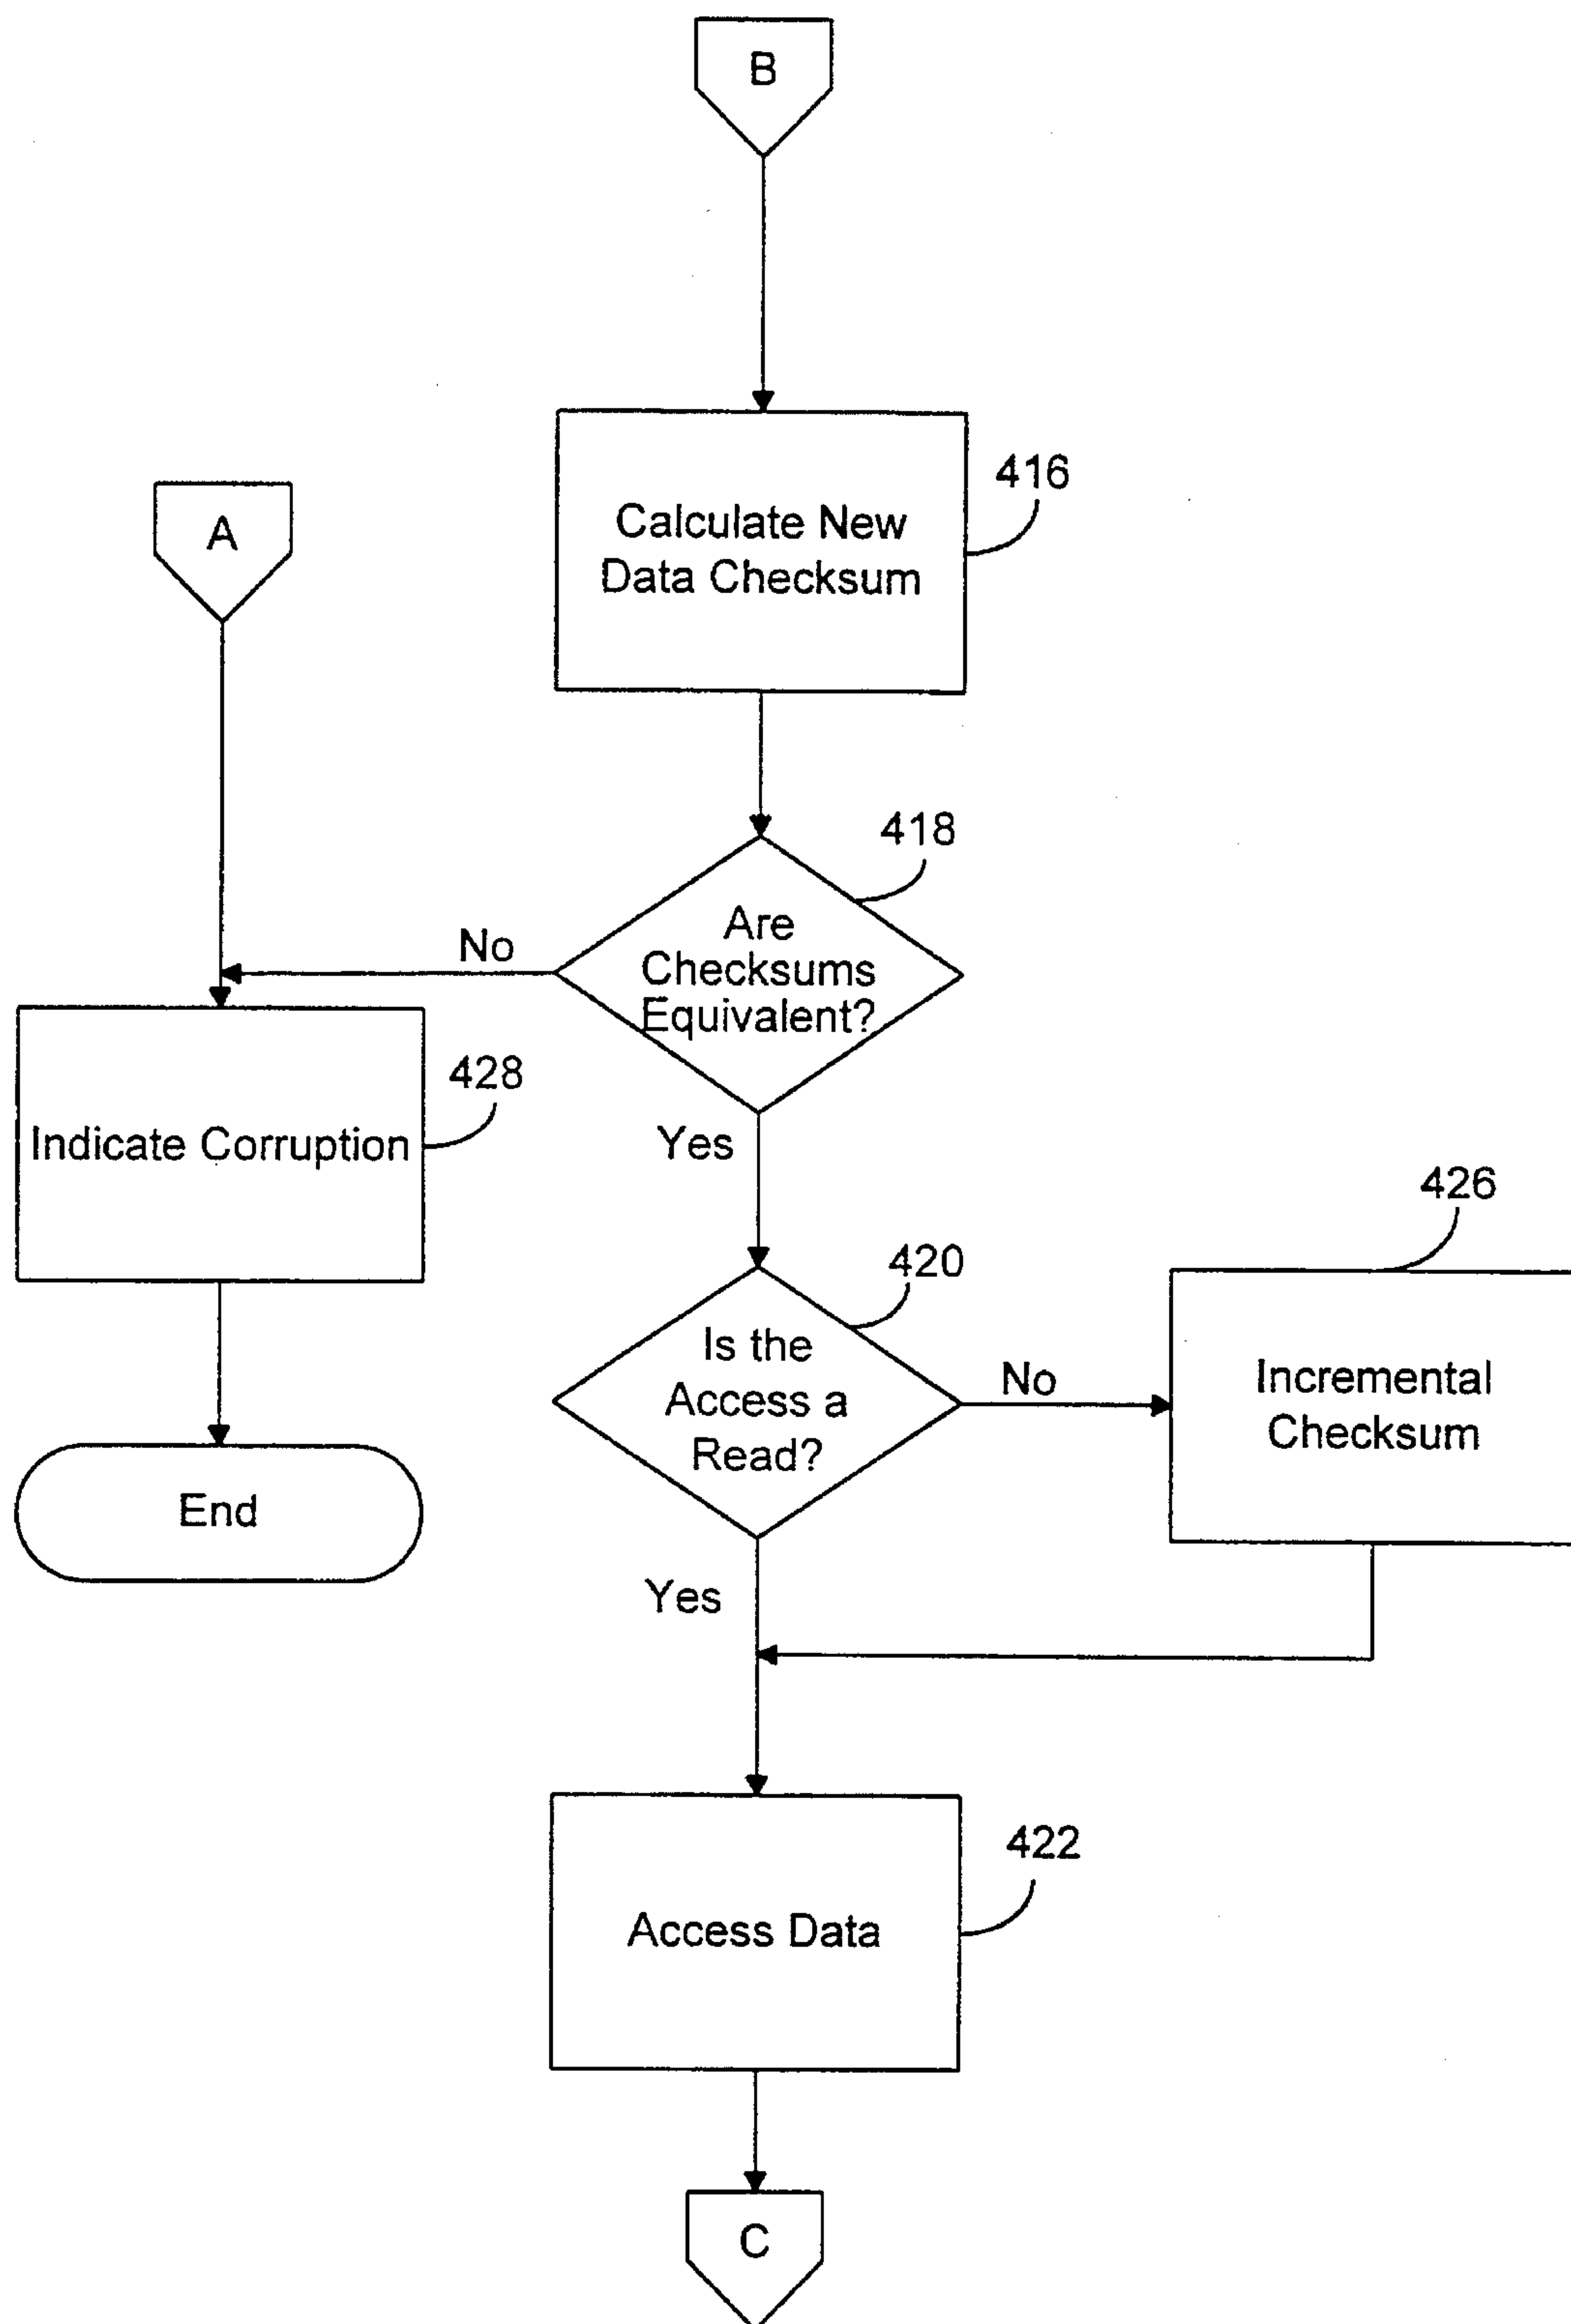 B
416
Calculate New
Data Checksum
A
418
Are
Checksums
Equivalent?
No
428
Indicate Corruption
Yes
426
420
Is the
Access a
Read?
No
Incremental
Checksum
End
Yes
422
Access Data
C